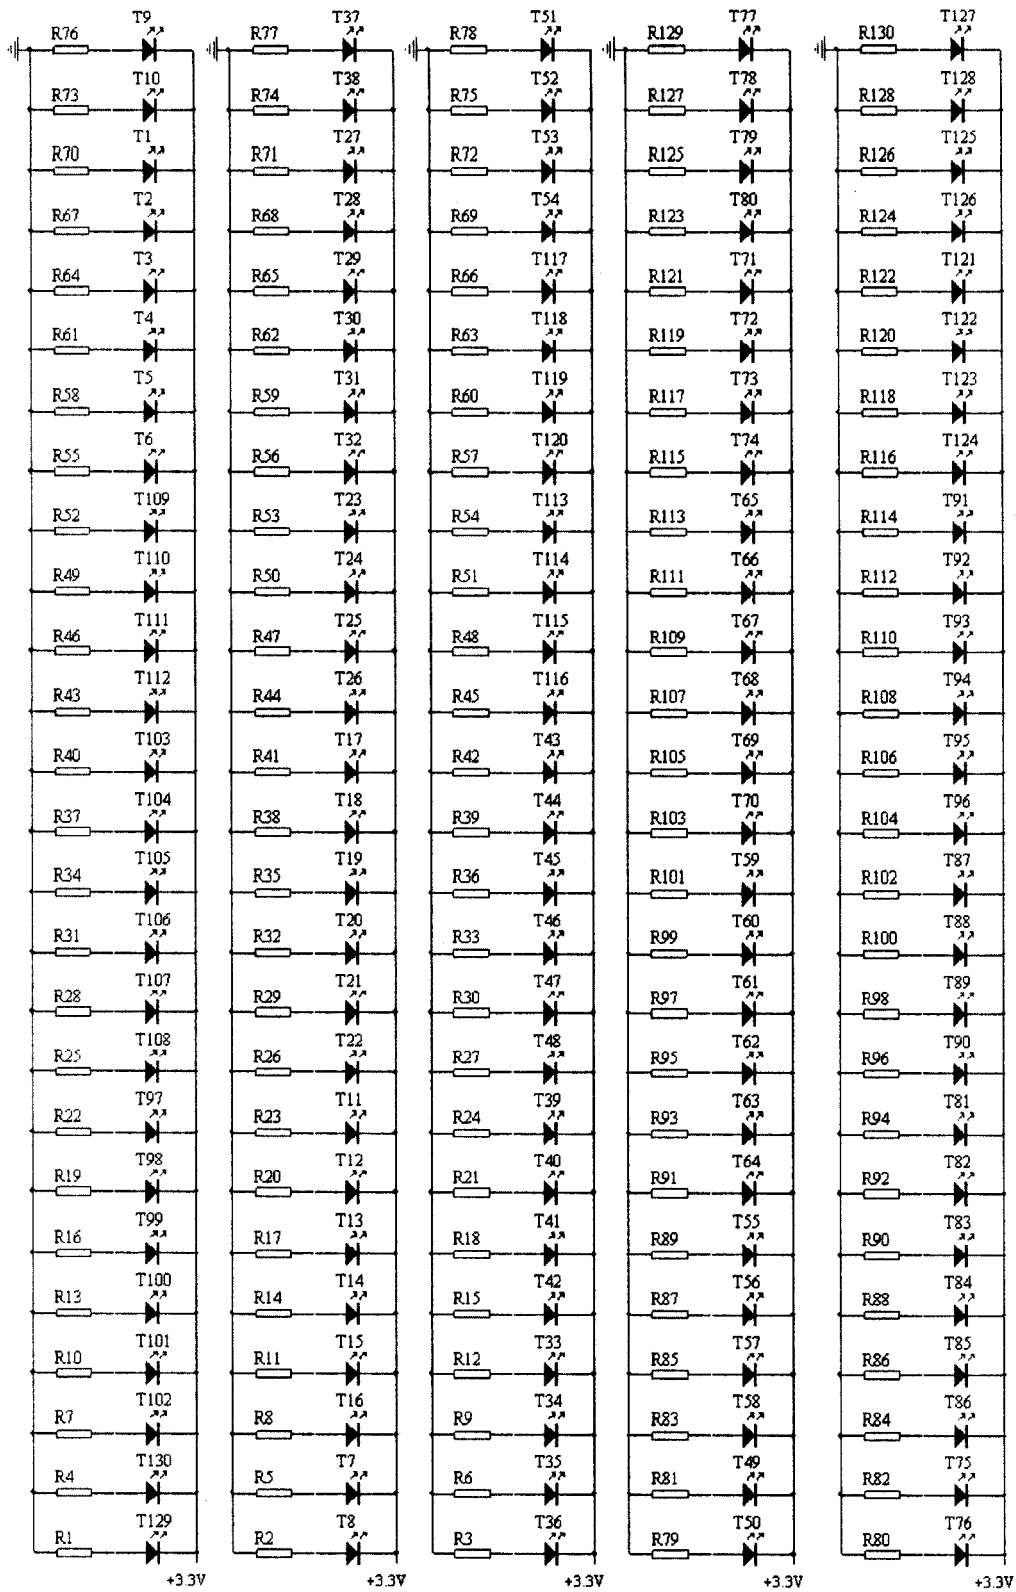 T9 T37 T51 T77 T127
R76 R77 R78 R129 R130
T10 T38 T52 T78 T128
R73 R74 R75 R127 R128
T1 T27 T53 T79 T125
R70 R71 R72 R125 R126
T2 T28 T54 T80 T126
R67 R68 R69 R123 R124
T3 T29 T117 T71 T121
R64 R65 R66 R121 R122
T4 T30 T118 T72 T122
R61 R62 R63 R119 R120
T5 T31 T119 T73 T123
R58 R59 R60 R117 R118
T6 T32 T120 T74 T124
R55 R56 R57 R115 R116
T109 T23 T113 T65 T91
R52 R53 R54 R113 R114
T110 T24 T114 T66 T92
R49 R50 R51 R111 R112
T111 T25 T115 T67 T93
R46 R47 R48 R109 R110
T112 T26 T116 T68 T94
R43 R44 R45 R107 R108
T103 T17 T43 T69 T95
R40 R41 R42 R105 R106
T104 T18 T44 T70 T96
R37 R38 R39 R103 R104
T105 T19 T45 T59 T87
R34 R35 R36 R101 R102
T106 T20 T46 T60 T88
R31 R32 R33 R99 R100
T107 T21 T47 T61 T89
R28 R29 R30 R97 R98
T108 T22 T48 T62 T90
R25 R26 R27 R95 R96
T97 T11 T39 T63 T81
R22 R23 R24 R93 R94
T98 T12 T40 T64 T82
R19 R20 R21 R91 R92
T99 T13 T41 T55 T83
R16 R17 R18 R89 R90
T100 T14 T42 T56 T84
R13 R14 R15 R87 R88
T101 T15 T33 T57 T85
R10 R11 R12 R85 R86
T102 T16 T34 T58 T86
R7 R8 R9 R83 R84
T130 T7 T35 T49 T75
R4 R5 R6 R81 R82
T129 T8 T36 T50 T76
R1 R2 R3 R79 R80
+3.3V +3.3V +3.3V +3.3V +3.3V